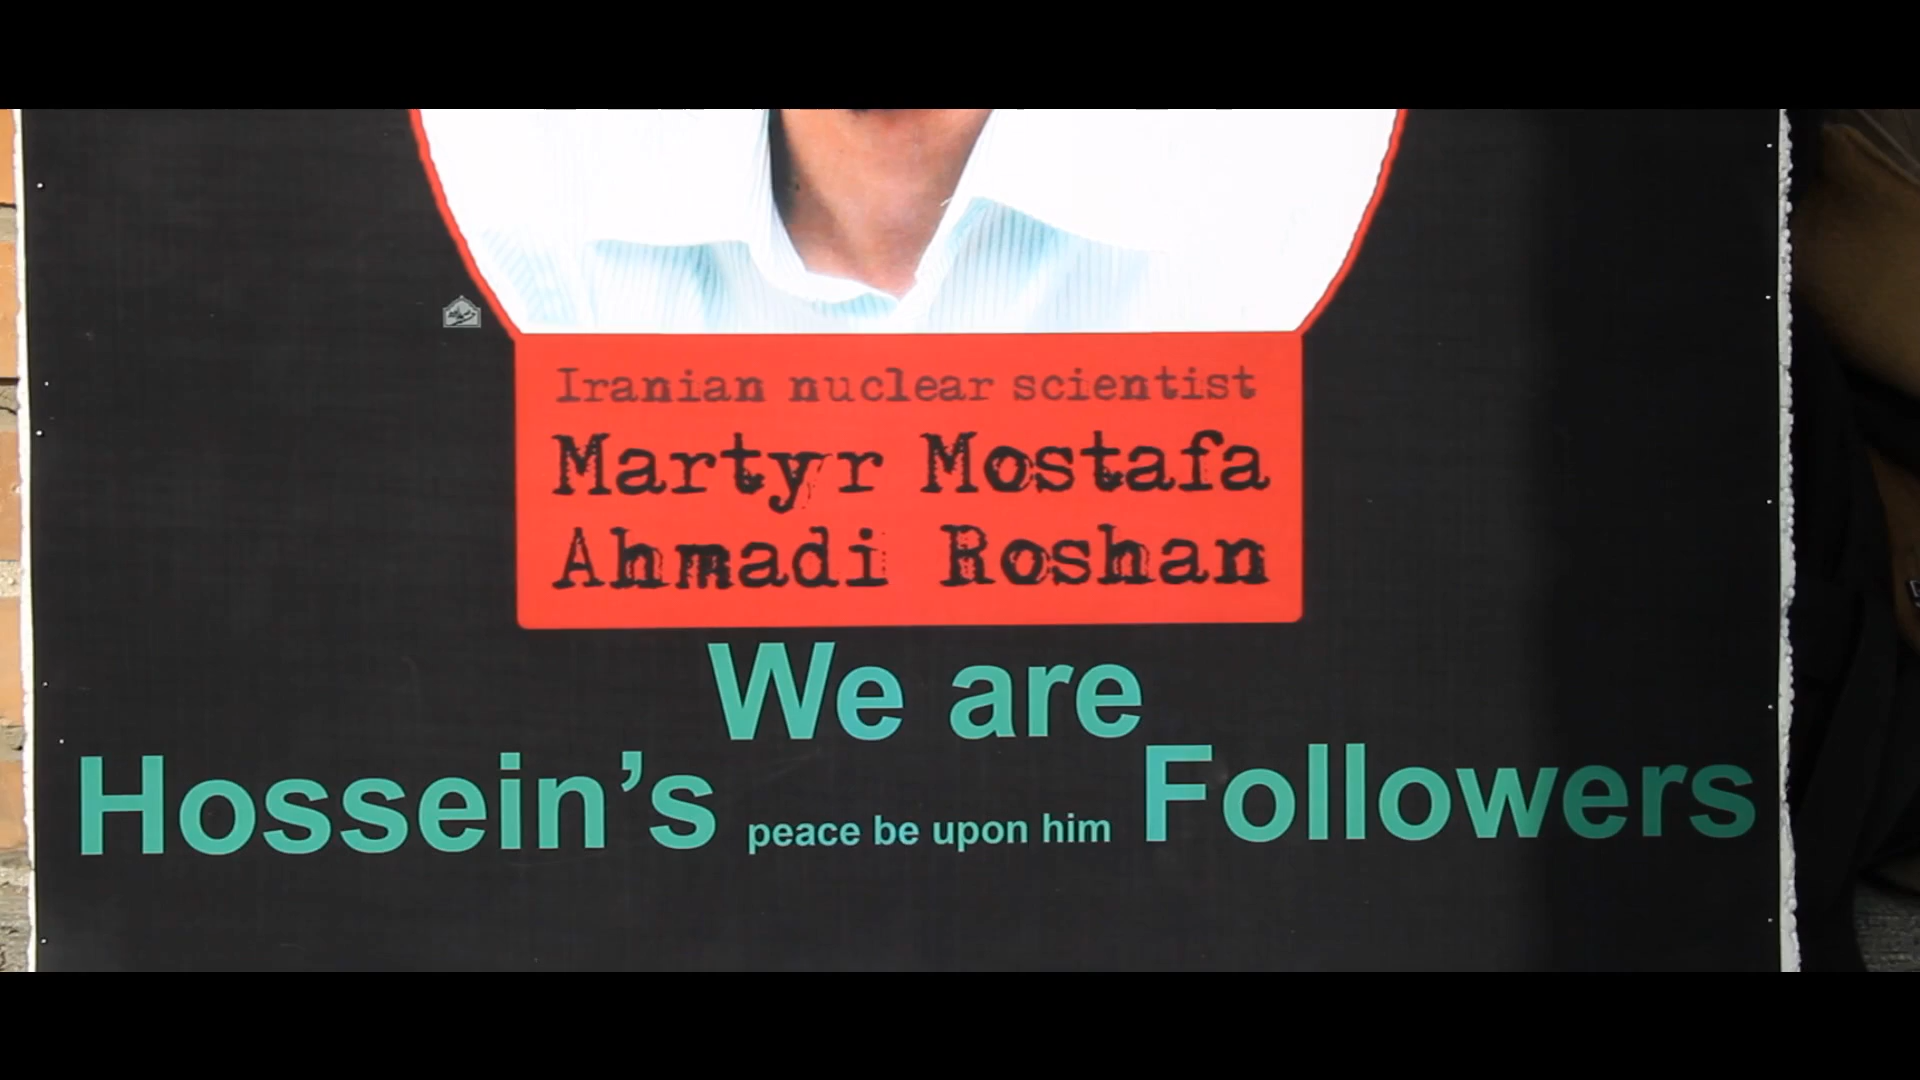 Iranian nuclear scientist
Martyr Mostafa
Ahmadi Roshan
We are
Hossein's peace be upon him Followers